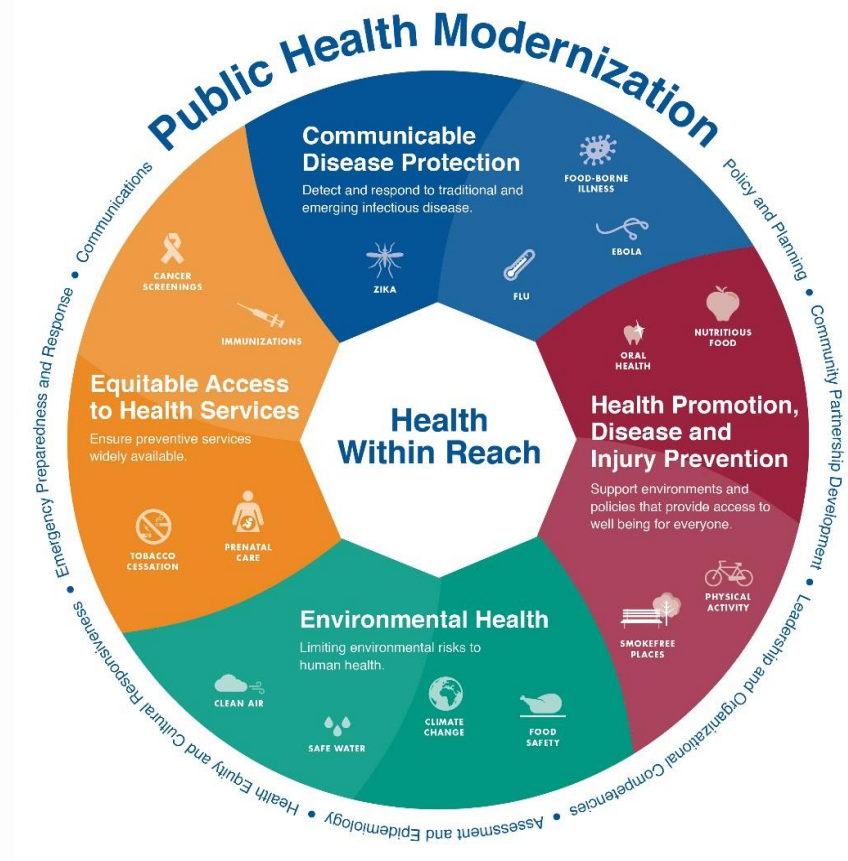 Public Health Modernization
Communicable
Disease Protection
Detect and respond to traditional and
emerging infectious disease.
ZIKA
FLU
FOOD-BORNE
ILLNESS
EBOLA
Health Promotion,
Disease and
Injury Prevention
Support environments and
policies that provide access to
well being for everyone.
ORAL
HEALTH
NUTRITIOUS
FOOD
PHYSICAL
ACTIVITY
SMOKEFREE
PLACES
Environmental Health
Limiting environmental risks to
human health.
CLEAN AIR
SAFE WATER
CLIMATE
CHANGE
FOOD
SAFETY
Equitable Access
to Health Services
Ensure preventive services
widely available.
CANCER
SCREENINGS
IMMUNIZATIONS
TOBACCO
CESSATION
PRENATAL
CARE
Health
Within Reach
Policy and Planning • Community Partnership Development • Leadership and Organizational Competencies • Assessment and Epidemiology • Health Equity and Cultural Responsiveness • Emergency Preparedness and Response • Communications